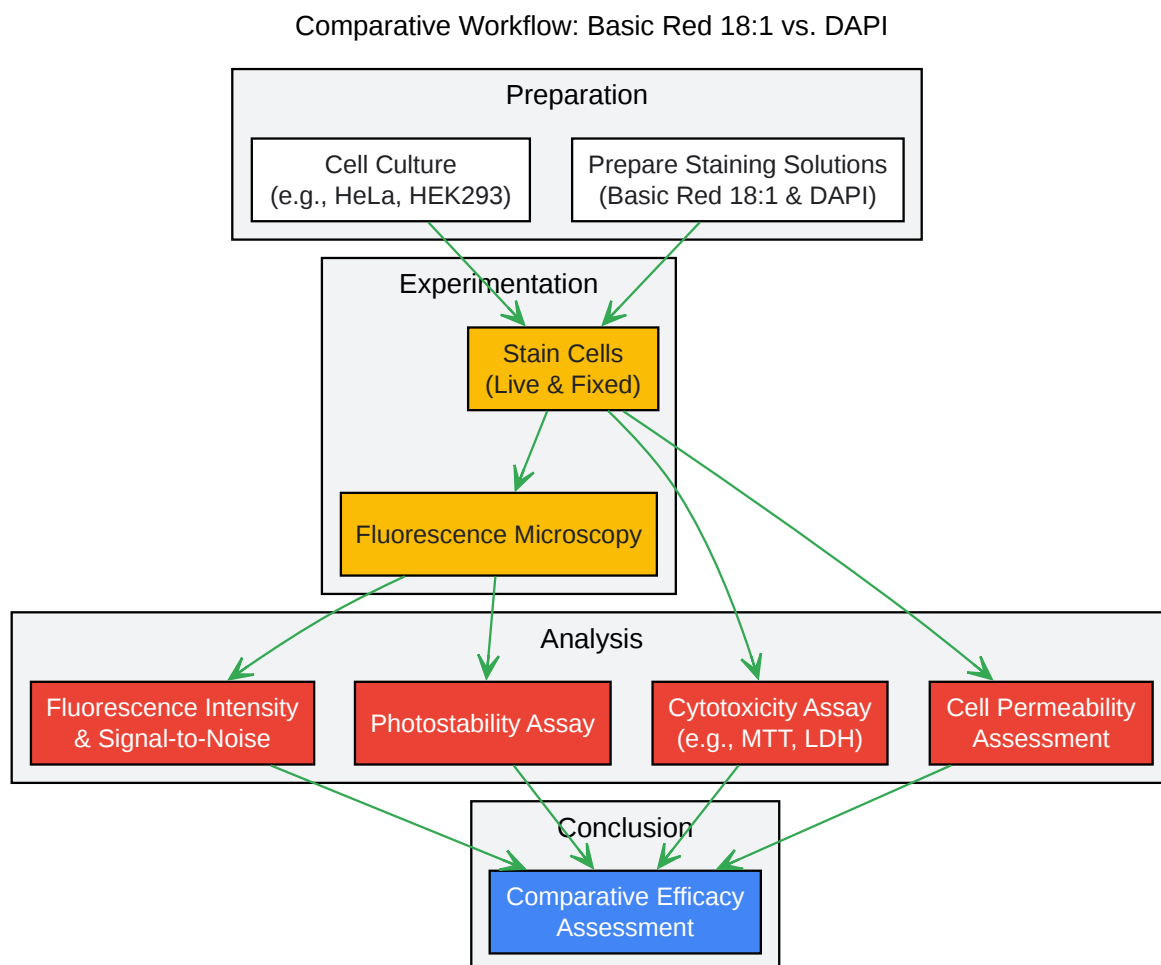 Comparative Workflow: Basic Red 18:1 vs. DAPI
Preparation
Cell Culture
(e.g., HeLa, HEK293)
Prepare Staining Solutions
(Basic Red 18:1 & DAPI)
Experimentation
Stain Cells
(Live & Fixed)
Fluorescence Microscopy
Analysis
Fluorescence Intensity
& Signal-to-Noise
Photostability Assay
Cytotoxicity Assay
(e.g., MTT, LDH)
Cell Permeability
Assessment
Conclusion
Comparative Efficacy
Assessment